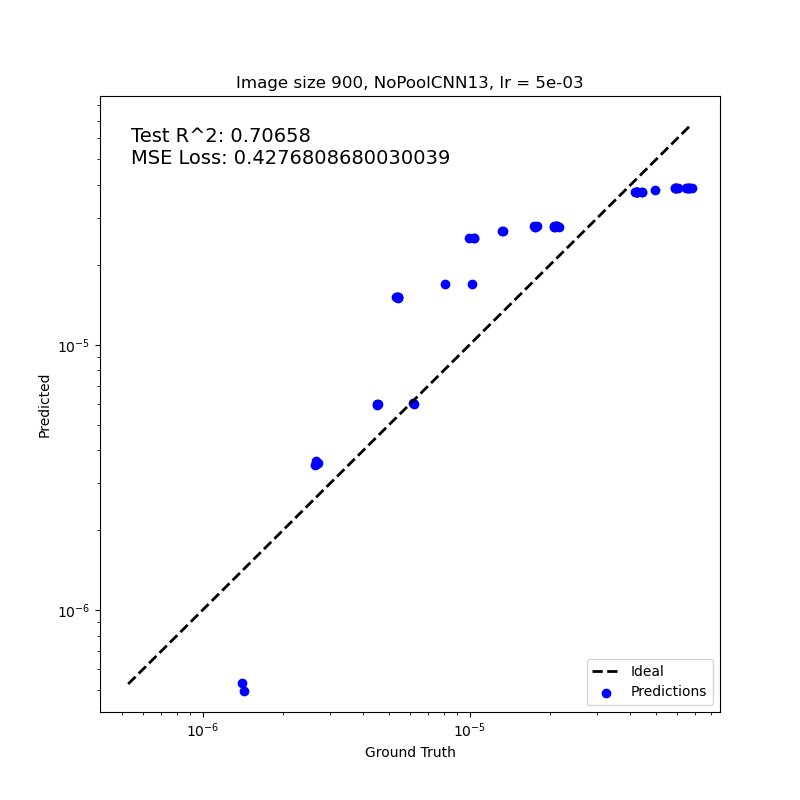 Image size 900, NoPoolCNN13, lr = 5e-03
Test R^2: 0.70658
MSE Loss: 0.4276808680030039
Predicted
10⁻⁵
10⁻⁶
10⁻⁶
10⁻⁵
Ground Truth
Ideal
Predictions